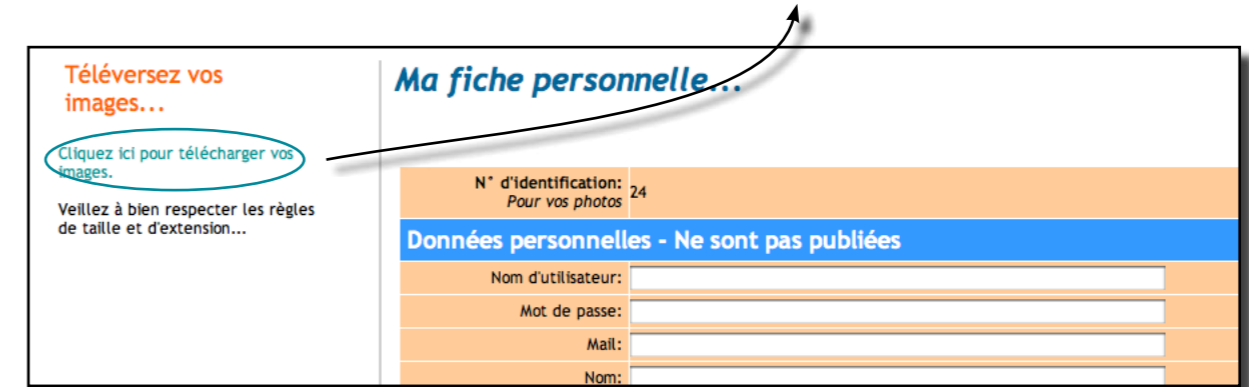 Téléversez vos
images...
Cliquez ici pour télécharger vos
images.
Veillez à bien respecter les règles
de taille et d'extension...
Ma fiche personnelle...
N° d'identification: 24
Pour vos photos
Données personnelles - Ne sont pas publiées
Nom d'utilisateur:
Mot de passe:
Mail:
Nom: